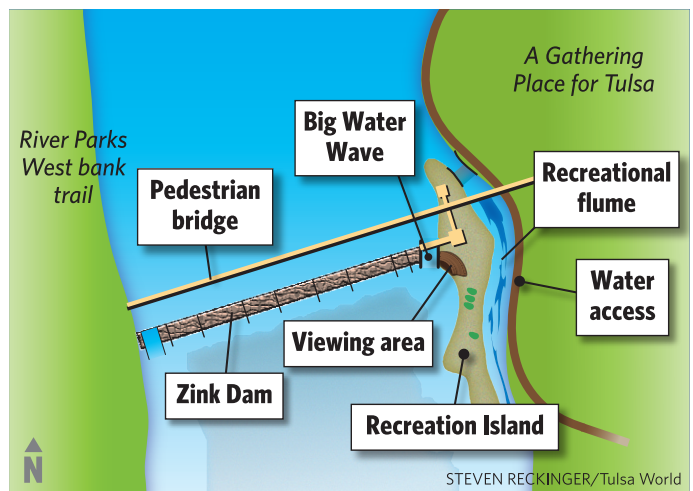 A Gathering
Place for Tulsa
River Parks
West bank
trail
Big Water
Wave
Pedestrian
bridge
Recreational
flume
Water
access
Viewing area
Zink Dam
Recreation Island
N
STEVEN RECKINGER/Tulsa World